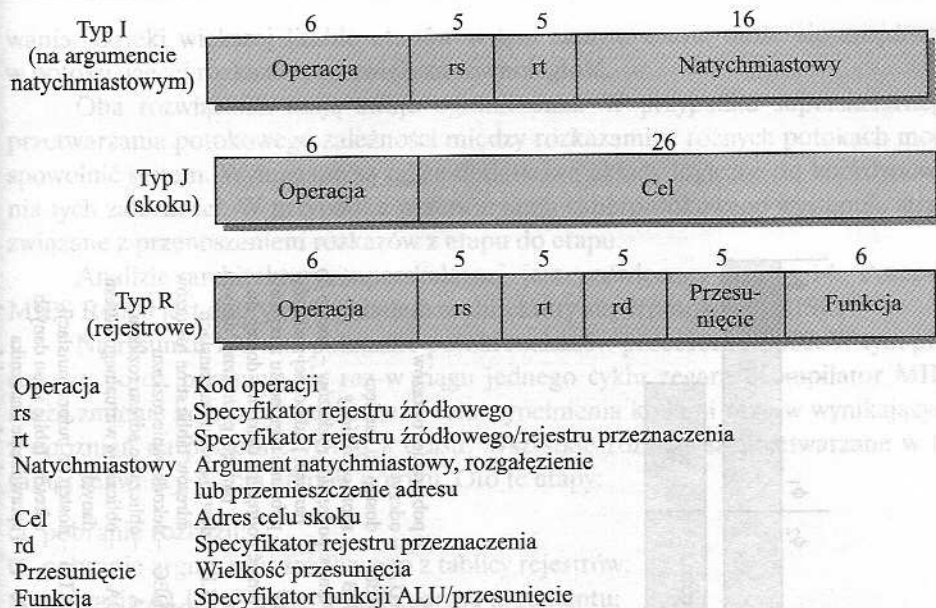 6 5 5 16
Typ I
(na argumencie
natychmiastowym)
Operacja rs rt Natychmiastowy
6 26
Typ J
(skoku)
Operacja Cel
6 5 5 5 5 6
Typ R
(rejestrowe)
Operacja rs rt rd Przesu-
nięcie Funkcja
Operacja Kod operacji
rs Specyfikator rejestru źródłowego
rt Specyfikator rejestru źródłowego/rejestru przeznaczenia
Natychmiastowy Argument natychmiastowy, rozgałęzienie
lub przemieszczenie adresu
Cel Adres celu skoku
rd Specyfikator rejestru przeznaczenia
Przesunięcie Wielkość przesunięcia
Funkcja Specyfikator funkcji ALU/przesunięcie